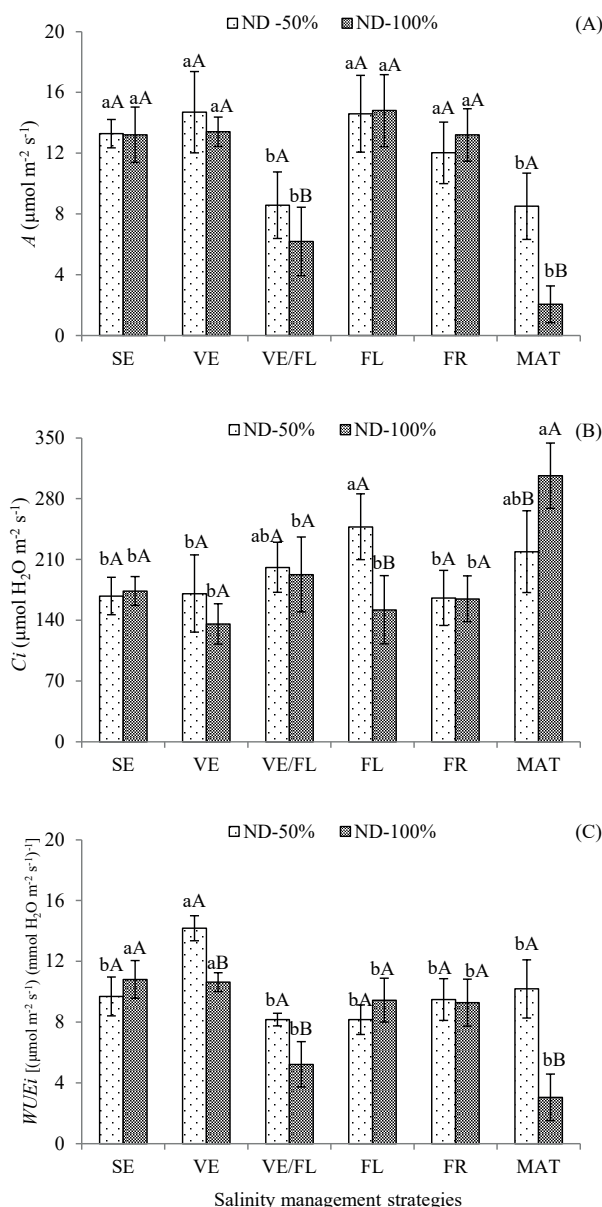 ND -50% ND-100% (A)
20
16
12
8
4
0
A (μmol m⁻² s⁻¹)
aA aA aA aA bA bB aA aA aA aA bA bB
SE VE VE/FL FL FR MAT
ND-50% ND-100% (B)
350
280
210
140
70
0
Ci (μmol H₂O m⁻² s⁻¹)
bA bA bA bA abA bA aA bB bA bA abB aA
SE VE VE/FL FL FR MAT
ND-50% ND-100% (C)
20
16
12
8
4
0
WUEi [(μmol m⁻² s⁻¹) (mmol H₂O m⁻² s⁻¹)⁻¹]
bA aA aA aB bA bB bA bA bA bA bA bB
SE VE VE/FL FL FR MAT
Salinity management strategies